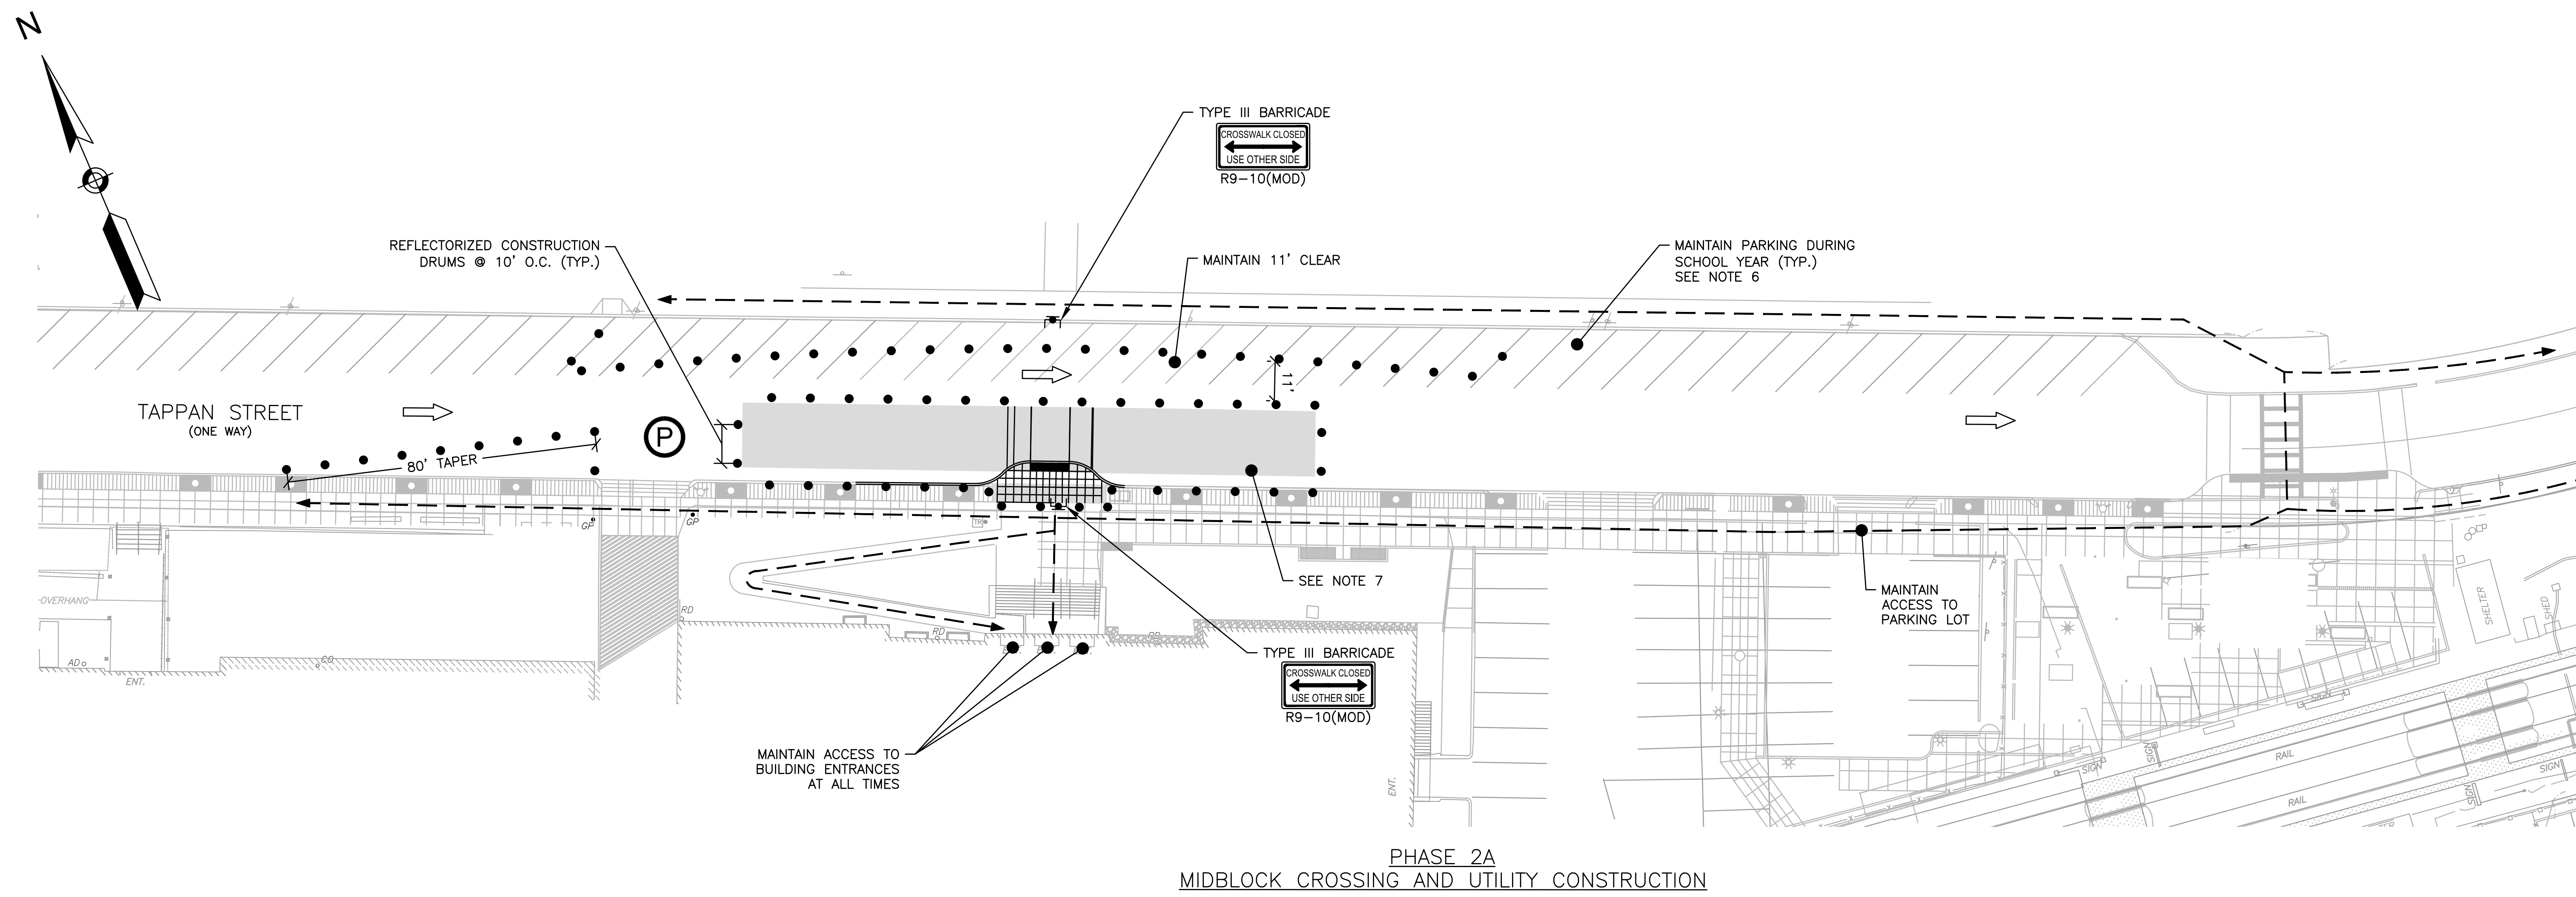 N
TYPE III BARRICADE
CROSSWALK CLOSED
USE OTHER SIDE
R9-10(MOD)
REFLECTORIZED CONSTRUCTION
DRUMS @ 10' O.C. (TYP.)
MAINTAIN 11' CLEAR
MAINTAIN PARKING DURING
SCHOOL YEAR (TYP.)
SEE NOTE 6
11'
TAPPAN STREET
(ONE WAY)
P
80' TAPER
GP
GP
TR
SEE NOTE 7
MAINTAIN
ACCESS TO
PARKING LOT
OVERHANG
RD
RD
SHELTER
SHED
AD
CO
ENT.
TYPE III BARRICADE
CROSSWALK CLOSED
USE OTHER SIDE
R9-10(MOD)
MAINTAIN ACCESS TO
BUILDING ENTRANCES
AT ALL TIMES
ENT.
SIGN
SIGN
SIGN
RAIL
SIGN
SIGN
RAIL
PHASE 2A
MIDBLOCK CROSSING AND UTILITY CONSTRUCTION